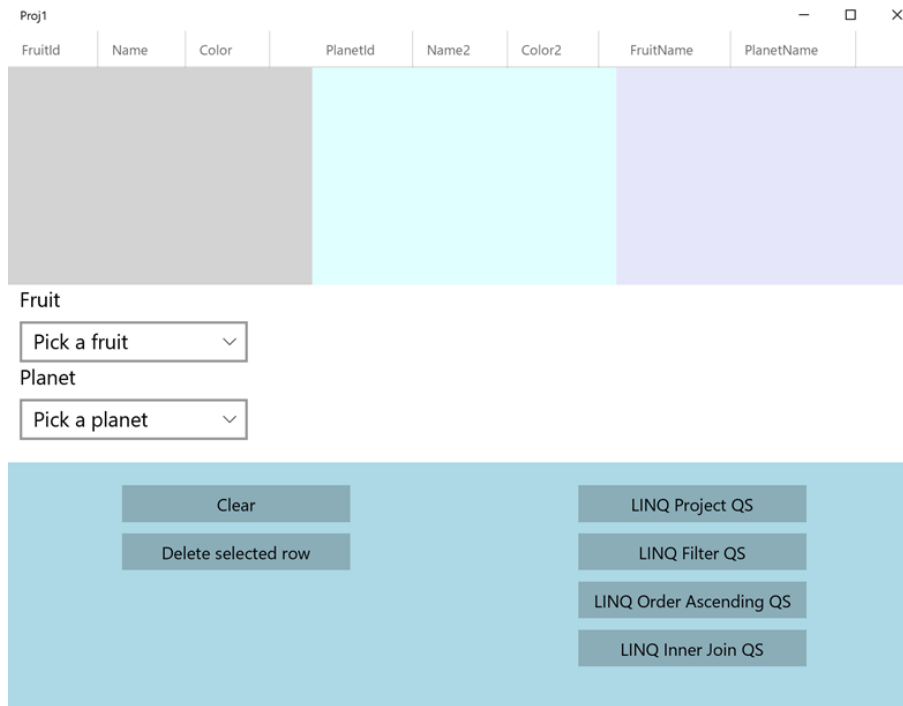 Proj1
FruitId Name Color PlanetId Name2 Color2 FruitName PlanetName
Fruit
Pick a fruit
Planet
Pick a planet
Clear LINQ Project QS
Delete selected row LINQ Filter QS
LINQ Order Ascending QS
LINQ Inner Join QS